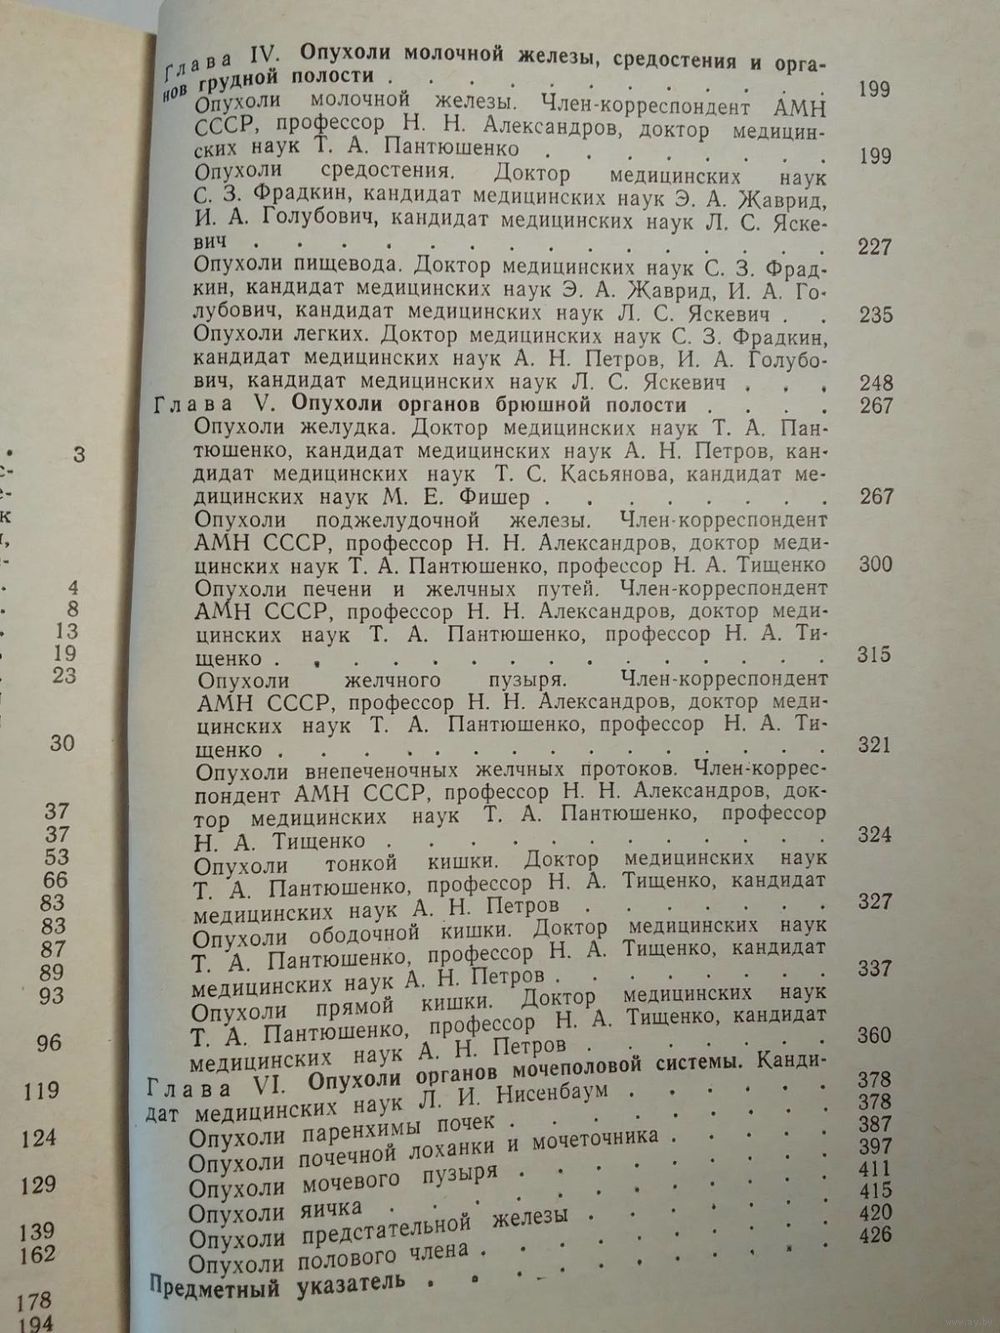 Глава IV. Опухоли молочной железы, средостения и орга-
нов грудной полости . . . . . . . . . . . 199
Опухоли молочной железы. Член-корреспондент АМН
СССР, профессор Н. Н. Александров, доктор медицин-
ских наук Т. А. Пантюшенко . . . . . . . 199
Опухоли средостения. Доктор медицинских наук
С. З. Фрадкин, кандидат медицинских наук Э. А. Жаврид,
И. А. Голубович, кандидат медицинских наук Л. С. Яске-
вич . . . . . . . . . . . . . . 227
Опухоли пищевода. Доктор медицинских наук С. З. Фрад-
кин, кандидат медицинских наук Э. А. Жаврид, И. А. Го-
лубович, кандидат медицинских наук Л. С. Яскевич . . 235
Опухоли легких. Доктор медицинских наук С. З. Фрадкин,
кандидат медицинских наук А. Н. Петров, И. А. Голубо-
вич, кандидат медицинских наук Л. С. Яскевич . . . 248
Глава V. Опухоли органов брюшной полости . . . . 267
Опухоли желудка. Доктор медицинских наук Т. А. Пан-
тюшенко, кандидат медицинских наук А. Н. Петров, кан-
дидат медицинских наук Т. С. Касьянова, кандидат ме-
дицинских наук М. Е. Фишер . . . . . . . 267
Опухоли поджелудочной железы. Член-корреспондент
АМН СССР, профессор Н. Н. Александров, доктор меди-
цинских наук Т. А. Пантюшенко, профессор Н. А. Тищенко 300
Опухоли печени и желчных путей. Член-корреспондент
АМН СССР, профессор Н. Н. Александров, доктор меди-
цинских наук Т. А. Пантюшенко, профессор Н. А. Ти-
щенко . . . . . . . . . . . . . 315
Опухоли желчного пузыря. Член-корреспондент
АМН СССР, профессор Н. Н. Александров, доктор меди-
цинских наук Т. А. Пантюшенко, профессор Н. А. Ти-
щенко . . . . . . . . . . . . . 321
Опухоли внепеченочных желчных протоков. Член-коррес-
пондент АМН СССР, профессор Н. Н. Александров, док-
тор медицинских наук Т. А. Пантюшенко, профессор
Н. А. Тищенко . . . . . . . . . . . 324
Опухоли тонкой кишки. Доктор медицинских наук
Т. А. Пантюшенко, профессор Н. А. Тищенко, кандидат
медицинских наук А. Н. Петров . . . . . . 327
Опухоли ободочной кишки. Доктор медицинских наук
Т. А. Пантюшенко, профессор Н. А. Тищенко, кандидат
медицинских наук А. Н. Петров . . . . . . . 337
Опухоли прямой кишки. Доктор медицинских наук
Т. А. Пантюшенко, профессор Н. А. Тищенко, кандидат
медицинских наук А. Н. Петров . . . . . . 360
Глава VI. Опухоли органов мочеполовой системы. Канди-
дат медицинских наук Л. И. Нисенбаум . . . . . 378
Опухоли паренхимы почек . . . . . . . . 378
Опухоли почечной лоханки и мочеточника . . . . 387
Опухоли мочевого пузыря . . . . . . . . 397
Опухоли яичка . . . . . . . . . . . 411
Опухоли предстательной железы . . . . . . 415
Опухоли полового члена . . . . . . . . . 420
Предметный указатель . . . . . . . . . 426
3
4
8
13
19
23
30
37
37
53
66
83
83
87
89
93
96
119
124
129
139
162
178
194
www.ay.by